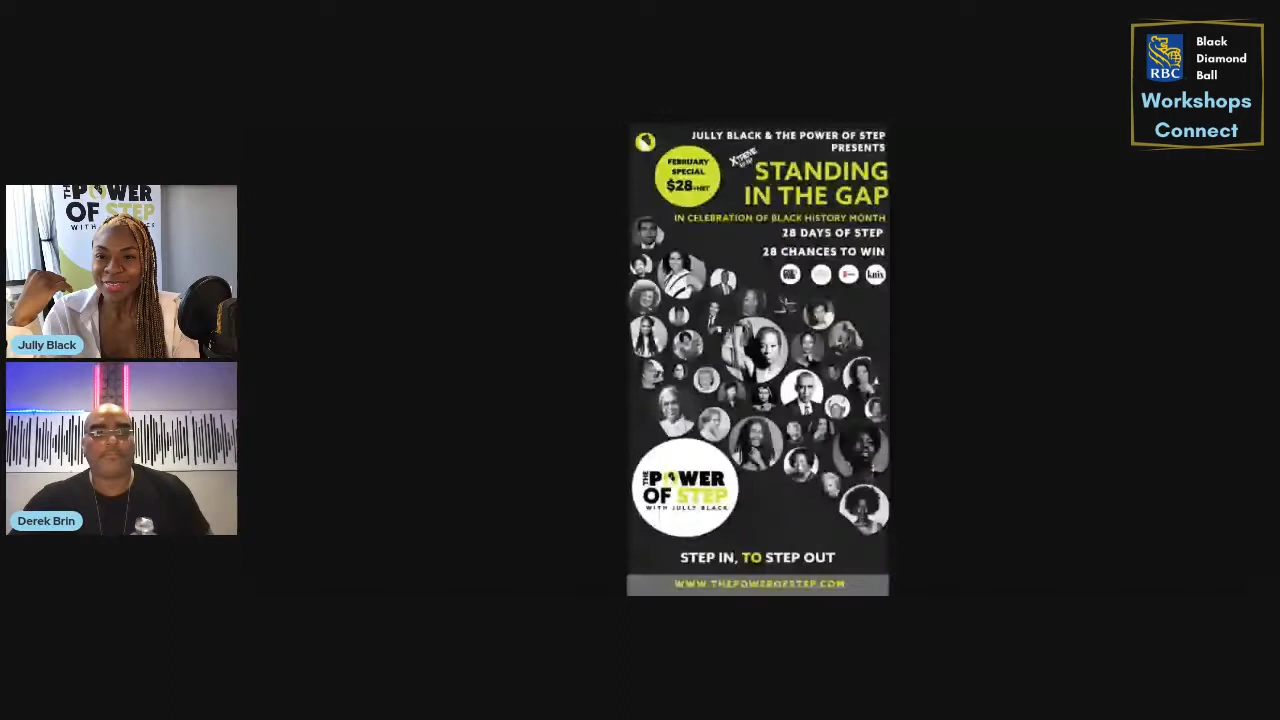 RBC
Black
Diamond
Ball
Workshops
Connect
THE POWER
OF STEP
Jully Black
Derek Brin
JULLY BLACK & THE POWER OF STEP
PRESENTS
FEBRUARY
SPECIAL
$28+HST
XTREME
STANDING
IN THE GAP
IN CELEBRATION OF BLACK HISTORY MONTH
28 DAYS OF STEP
28 CHANCES TO WIN
knix
THE POWER
OF STEP
WITH JULLY BLACK
STEP IN, TO STEP OUT
WWW.THEPOWEROFSTEP.COM